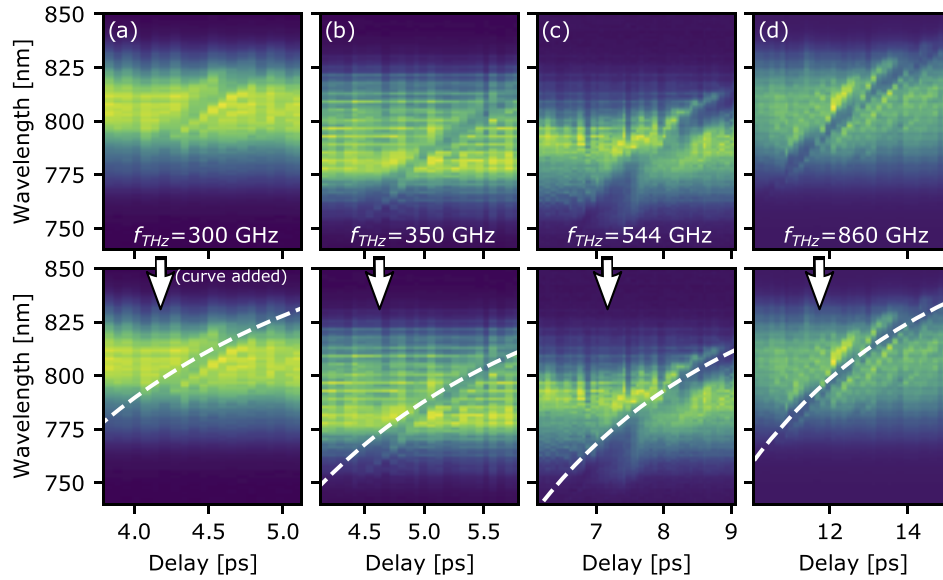 (a) (b) (c) (d)
Wavelength [nm]
850
825
800
775
750
f_THz=300 GHz f_THz=350 GHz f_THz=544 GHz f_THz=860 GHz
(curve added)
Wavelength [nm]
850
825
800
775
750
4.0 4.5 5.0 4.5 5.0 5.5 7 8 9 12 14
Delay [ps] Delay [ps] Delay [ps] Delay [ps]